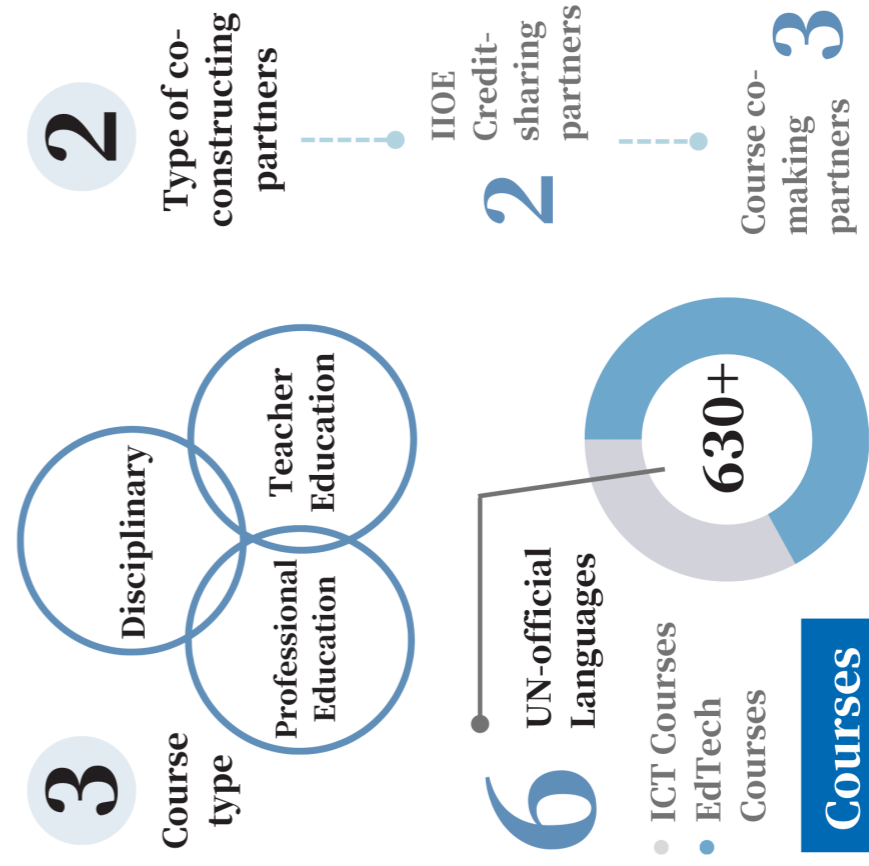 3
Course
type
Disciplinary
Professional
Education
Teacher
Education
2
Type of co-
constructing
partners
6
UN-official
Languages
ICT Courses
EdTech
Courses
630+
2
IIOE
Credit-
sharing
partners
Course co-
making
partners
3
Courses